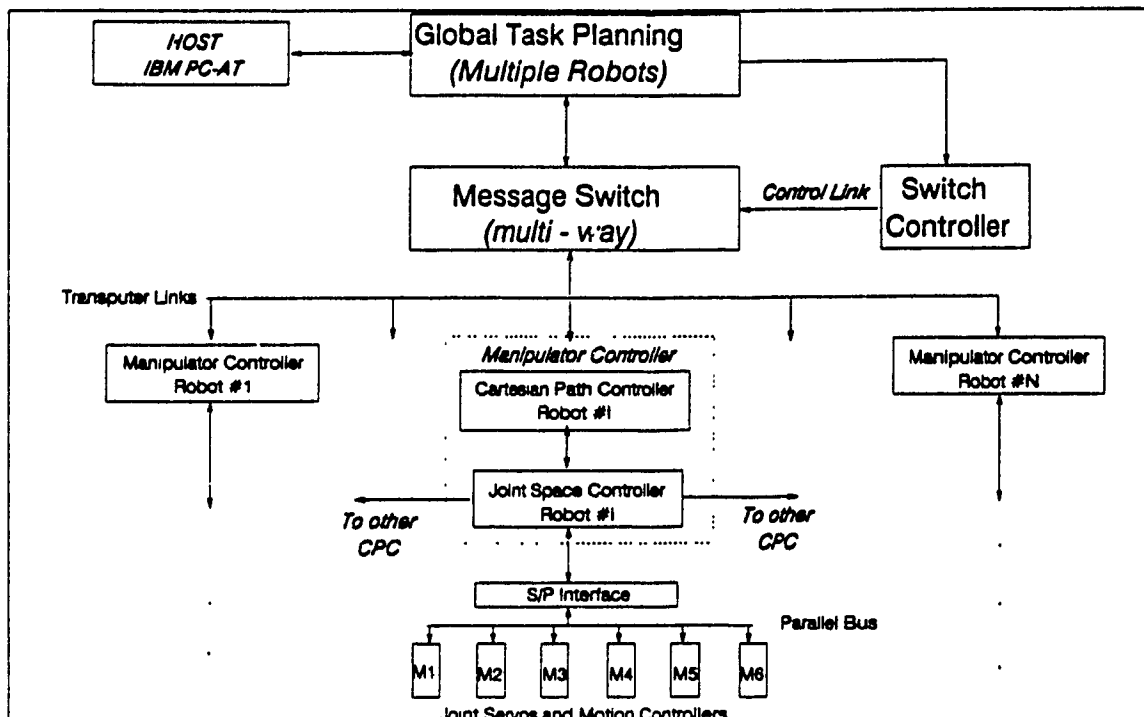 HOST
IBM PC-AT
Global Task Planning
(Multiple Robots)
Message Switch
(multi - way)
Control Link
Switch
Controller
Transputer Links
Manipulator Controller
Robot #1
Manipulator Controller
Cartesian Path Controller
Robot #I
Manipulator Controller
Robot #N
Joint Space Controller
Robot #I
To other
CPC
To other
CPC
S/P Interface
Parallel Bus
M1 M2 M3 M4 M5 M6
Joint Servos and Motion Controllers